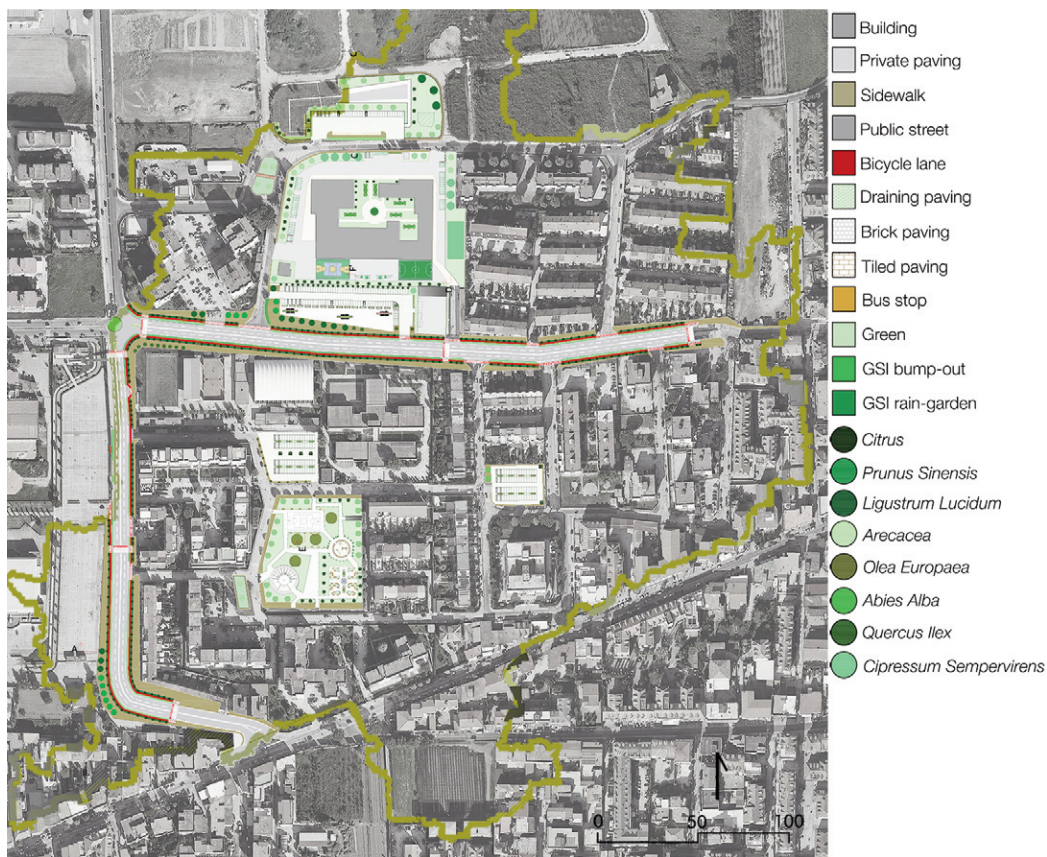 Building
Private paving
Sidewalk
Public street
Bicycle lane
Draining paving
Brick paving
Tiled paving
Bus stop
Green
GSI bump-out
GSI rain-garden
Citrus
Prunus Sinensis
Ligustrum Lucidum
Arecacea
Olea Europaea
Abies Alba
Quercus Ilex
Cipressum Sempervirens
A
0 50 100